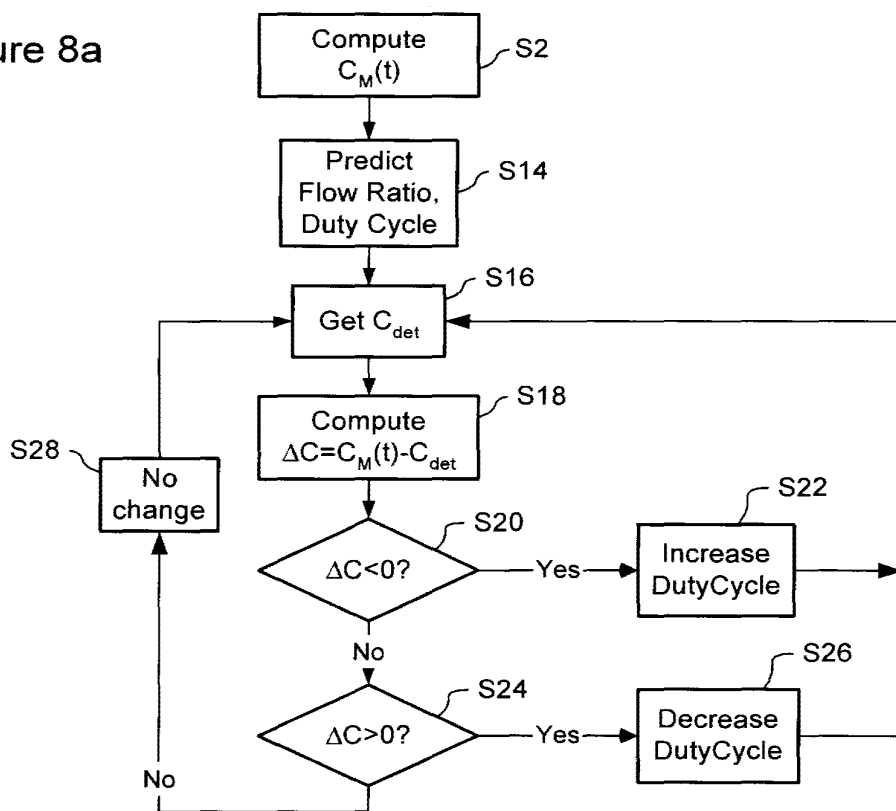 ure 8a
Compute
C_M(t)
S2
Predict
Flow Ratio,
Duty Cycle
S14
S16
Get C_det
S18
Compute
ΔC=C_M(t)-C_det
S28
No
change
S20
ΔC<0?
Yes
S22
Increase
DutyCycle
No
S24
ΔC>0?
Yes
S26
Decrease
DutyCycle
No